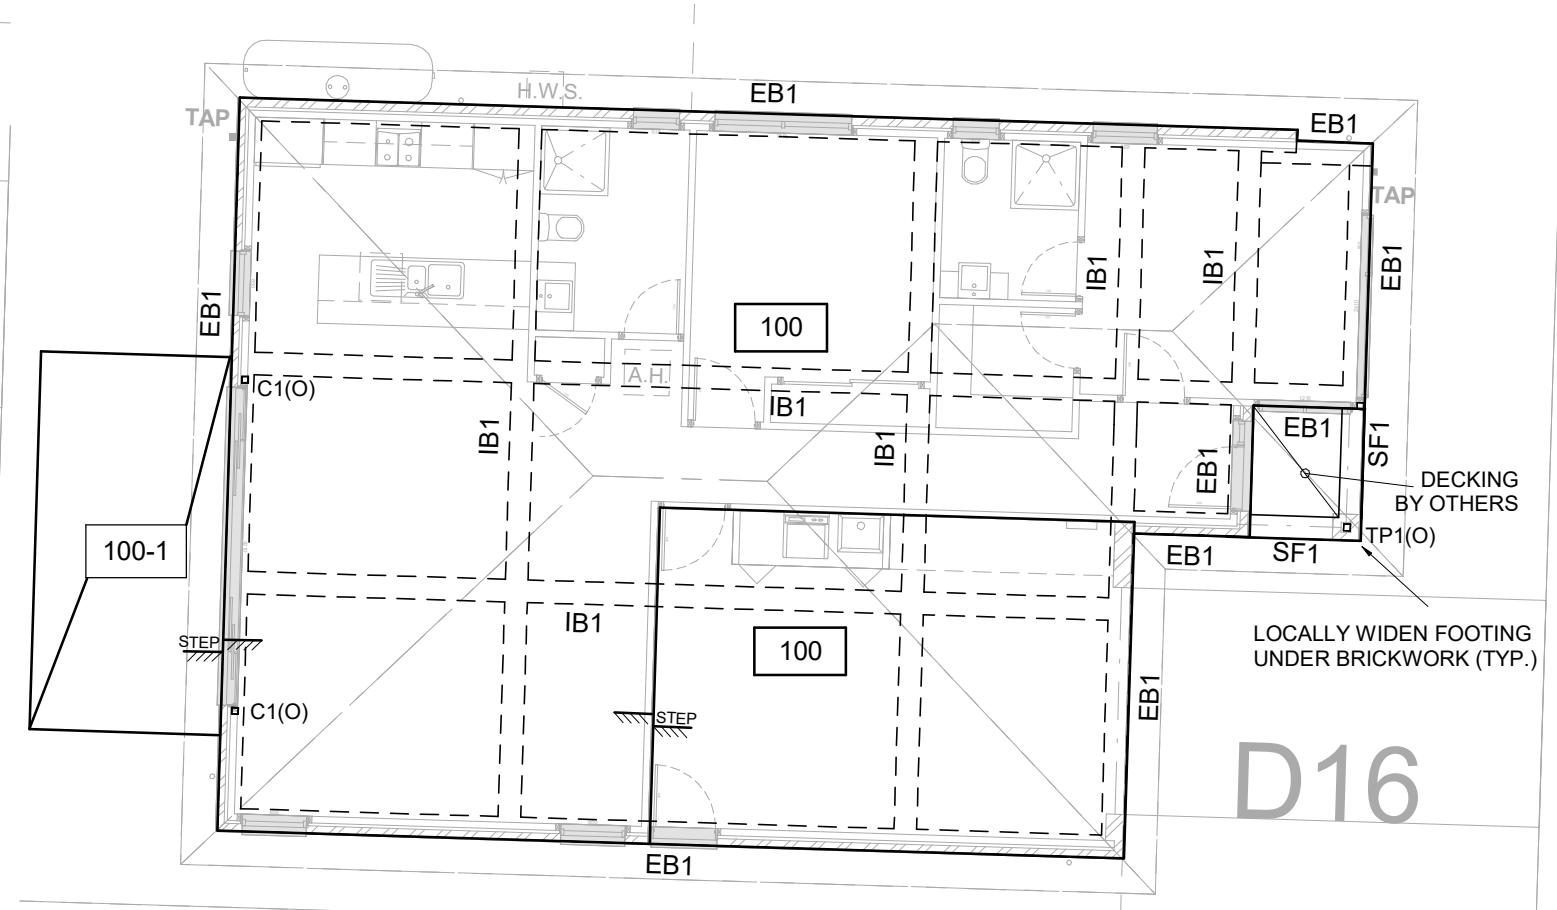 H.W.S.
EB1
EB1
TAP
TAP
EB1
IB1
IB1
EB1
100
A.H.
C1(O)
IB1
IB1
IB1
EB1
EB1
SF1
DECKING
BY OTHERS
TP1(O)
EB1
SF1
100-1
STEP
IB1
100
LOCALLY WIDEN FOOTING
UNDER BRICKWORK (TYP.)
C1(O)
STEP
EB1
D16
EB1